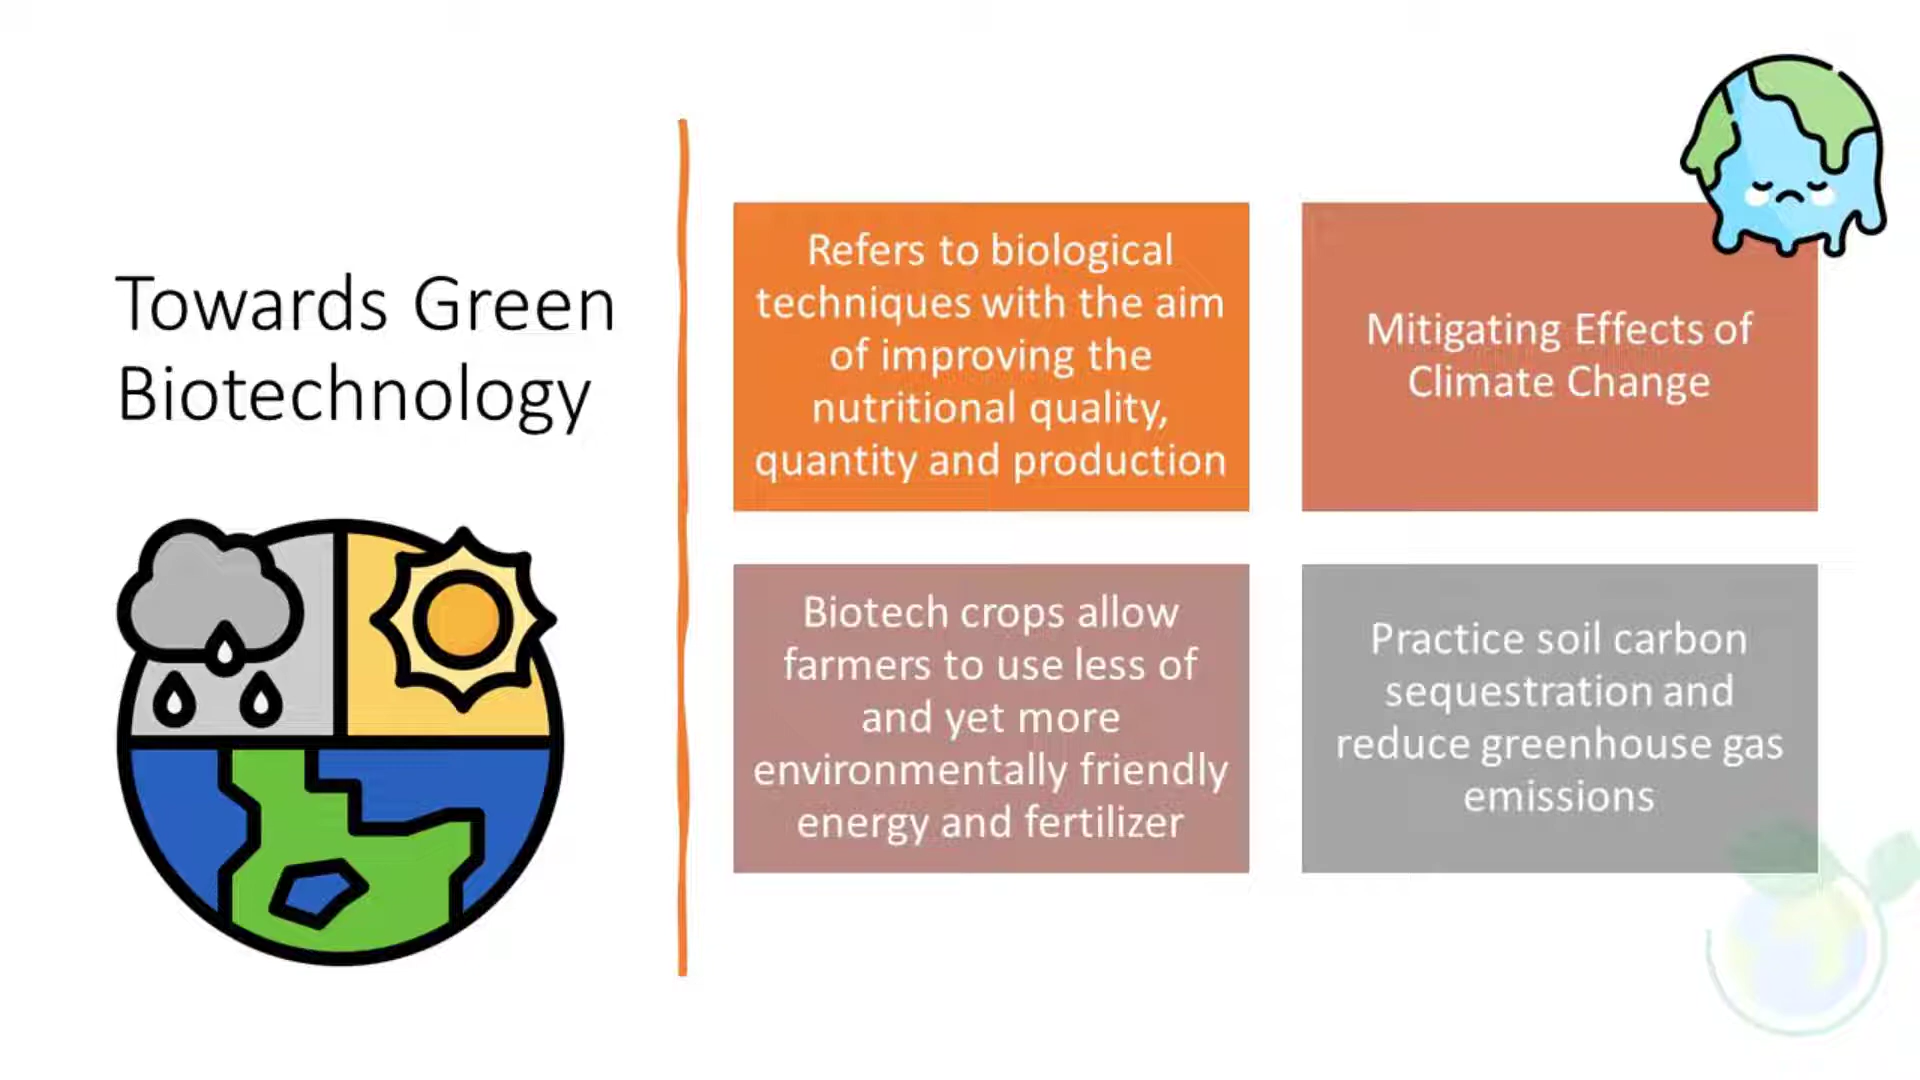 Towards Green
Biotechnology
Refers to biological
techniques with the aim
of improving the
nutritional quality,
quantity and production
Mitigating Effects of
Climate Change
Biotech crops allow
farmers to use less of
and yet more
environmentally friendly
energy and fertilizer
Practice soil carbon
sequestration and
reduce greenhouse gas
emissions